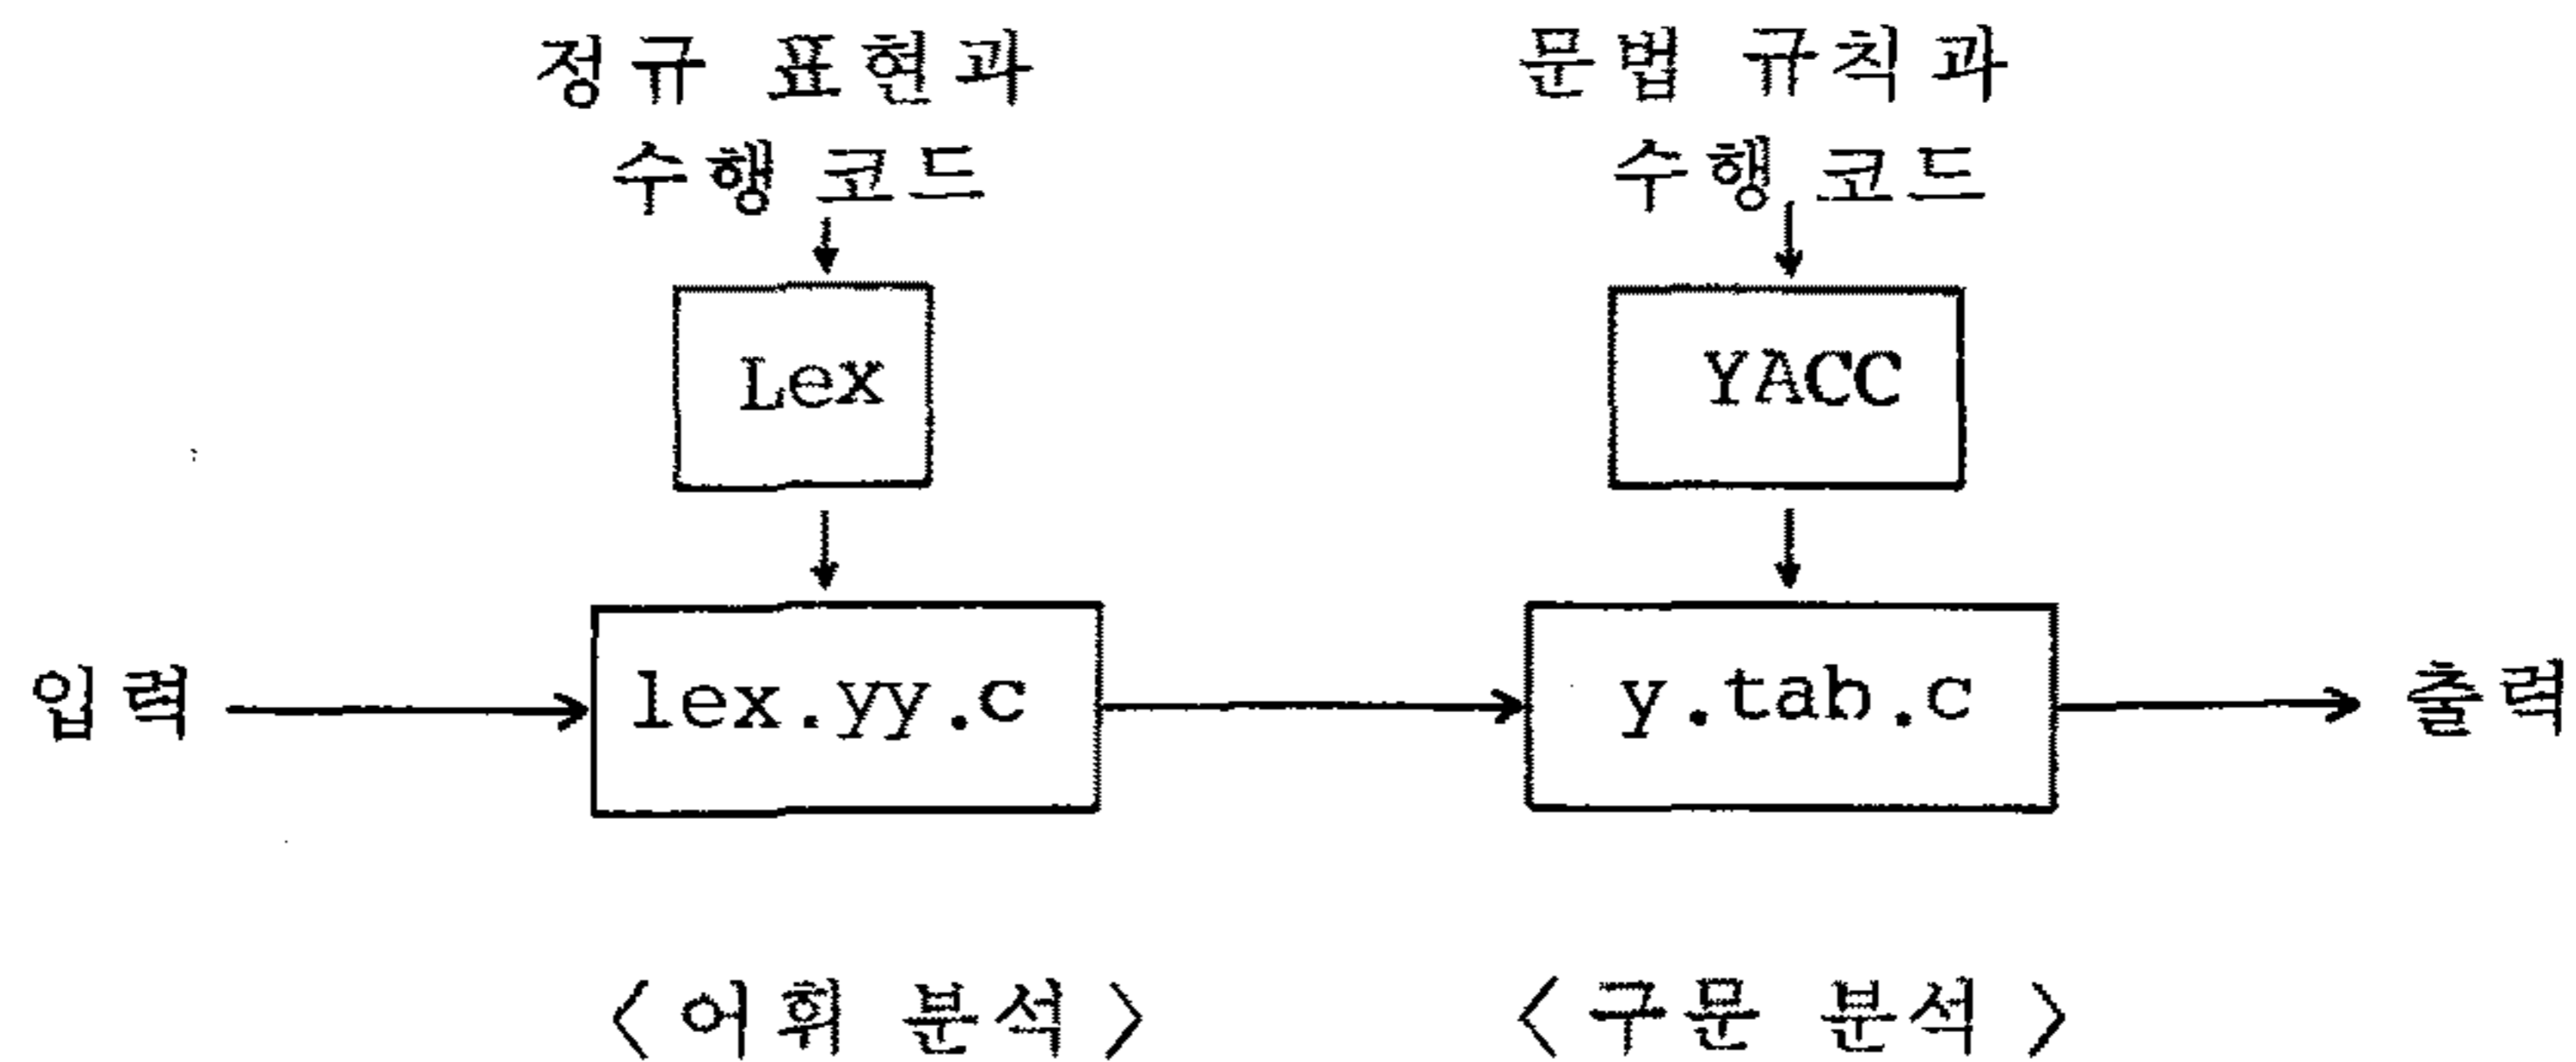 정규 표현과
수행 코드
문법 규칙과
수행 코드
Lex
YACC
입력
lex.yy.c
y.tab.c
출력
<어휘 분석>
<구문 분석>